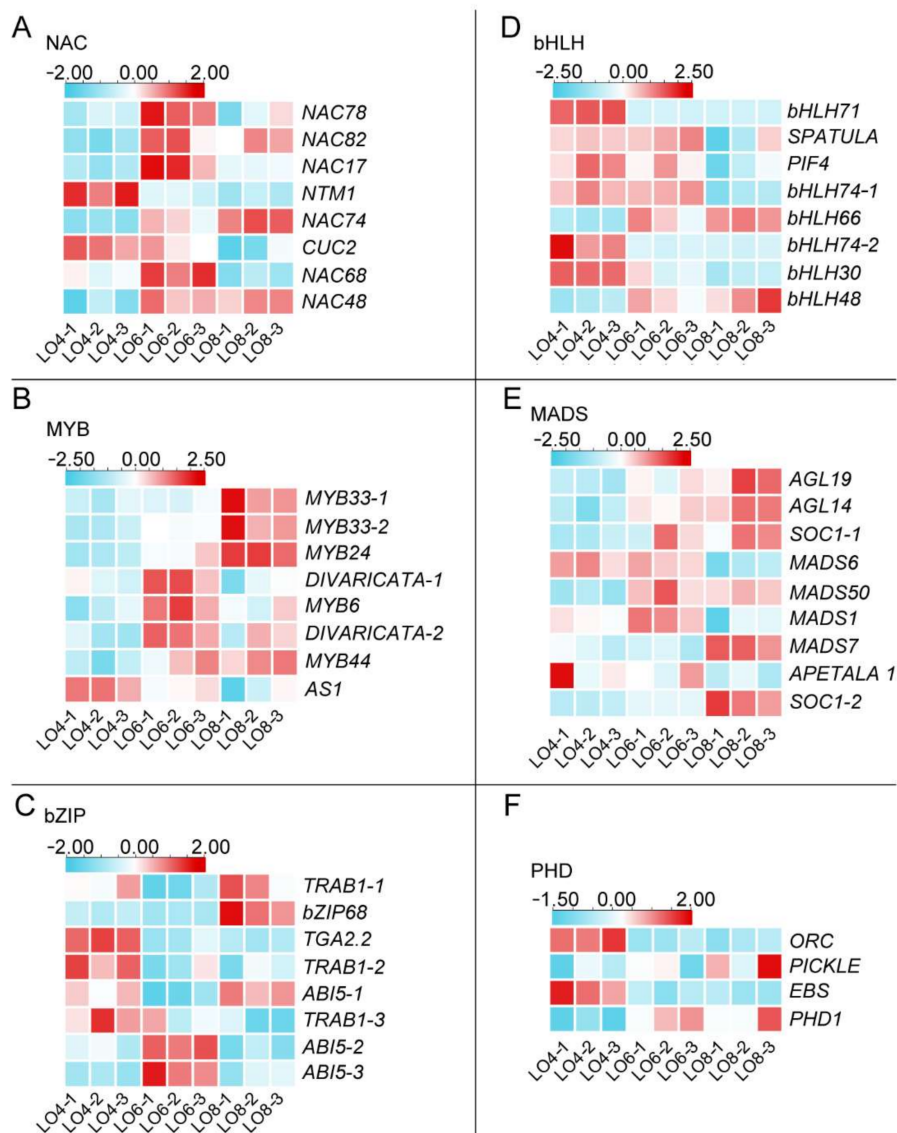 A
NAC
-2.00 0.00 2.00
NAC78
NAC82
NAC17
NTM1
NAC74
CUC2
NAC68
NAC48
LO4-1 LO4-2 LO4-3 LO6-1 LO6-2 LO6-3 LO8-1 LO8-2 LO8-3
D
bHLH
-2.50 0.00 2.50
bHLH71
SPATULA
PIF4
bHLH74-1
bHLH66
bHLH74-2
bHLH30
bHLH48
LO4-1 LO4-2 LO4-3 LO6-1 LO6-2 LO6-3 LO8-1 LO8-2 LO8-3
B
MYB
-2.50 0.00 2.50
MYB33-1
MYB33-2
MYB24
DIVARICATA-1
MYB6
DIVARICATA-2
MYB44
AS1
LO4-1 LO4-2 LO4-3 LO6-1 LO6-2 LO6-3 LO8-1 LO8-2 LO8-3
E
MADS
-2.50 0.00 2.50
AGL19
AGL14
SOC1-1
MADS6
MADS50
MADS1
MADS7
APETALA 1
SOC1-2
LO4-1 LO4-2 LO4-3 LO6-1 LO6-2 LO6-3 LO8-1 LO8-2 LO8-3
C
bZIP
-2.00 0.00 2.00
TRAB1-1
bZIP68
TGA2.2
TRAB1-2
ABI5-1
TRAB1-3
ABI5-2
ABI5-3
LO4-1 LO4-2 LO4-3 LO6-1 LO6-2 LO6-3 LO8-1 LO8-2 LO8-3
F
PHD
-1.50 0.00 2.00
ORC
PICKLE
EBS
PHD1
LO4-1 LO4-2 LO4-3 LO6-1 LO6-2 LO6-3 LO8-1 LO8-2 LO8-3